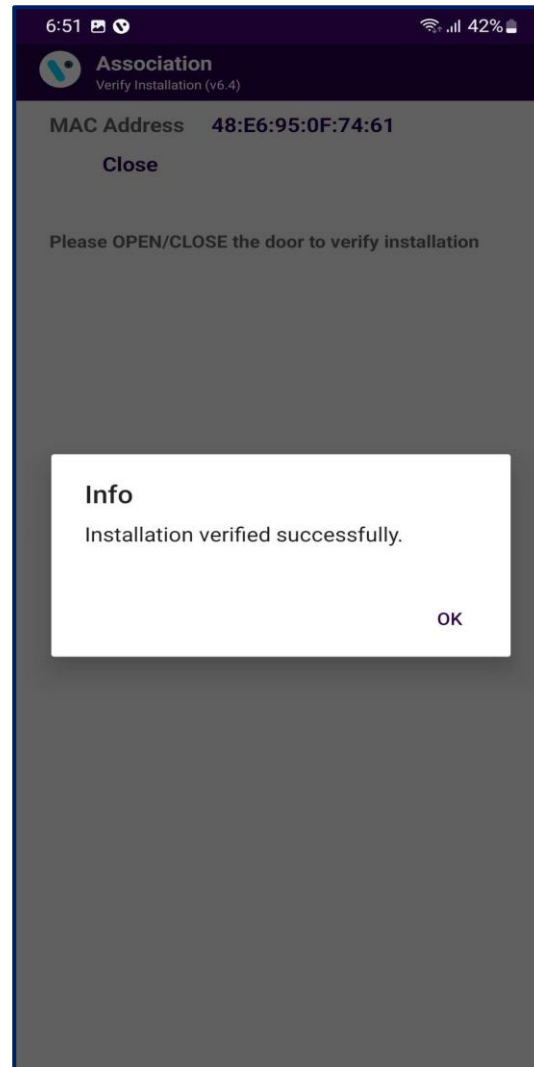 6:51 42%
Association
Verify Installation (v6.4)
MAC Address 48:E6:95:0F:74:61
Close
Please OPEN/CLOSE the door to verify installation
Info
Installation verified successfully.
OK